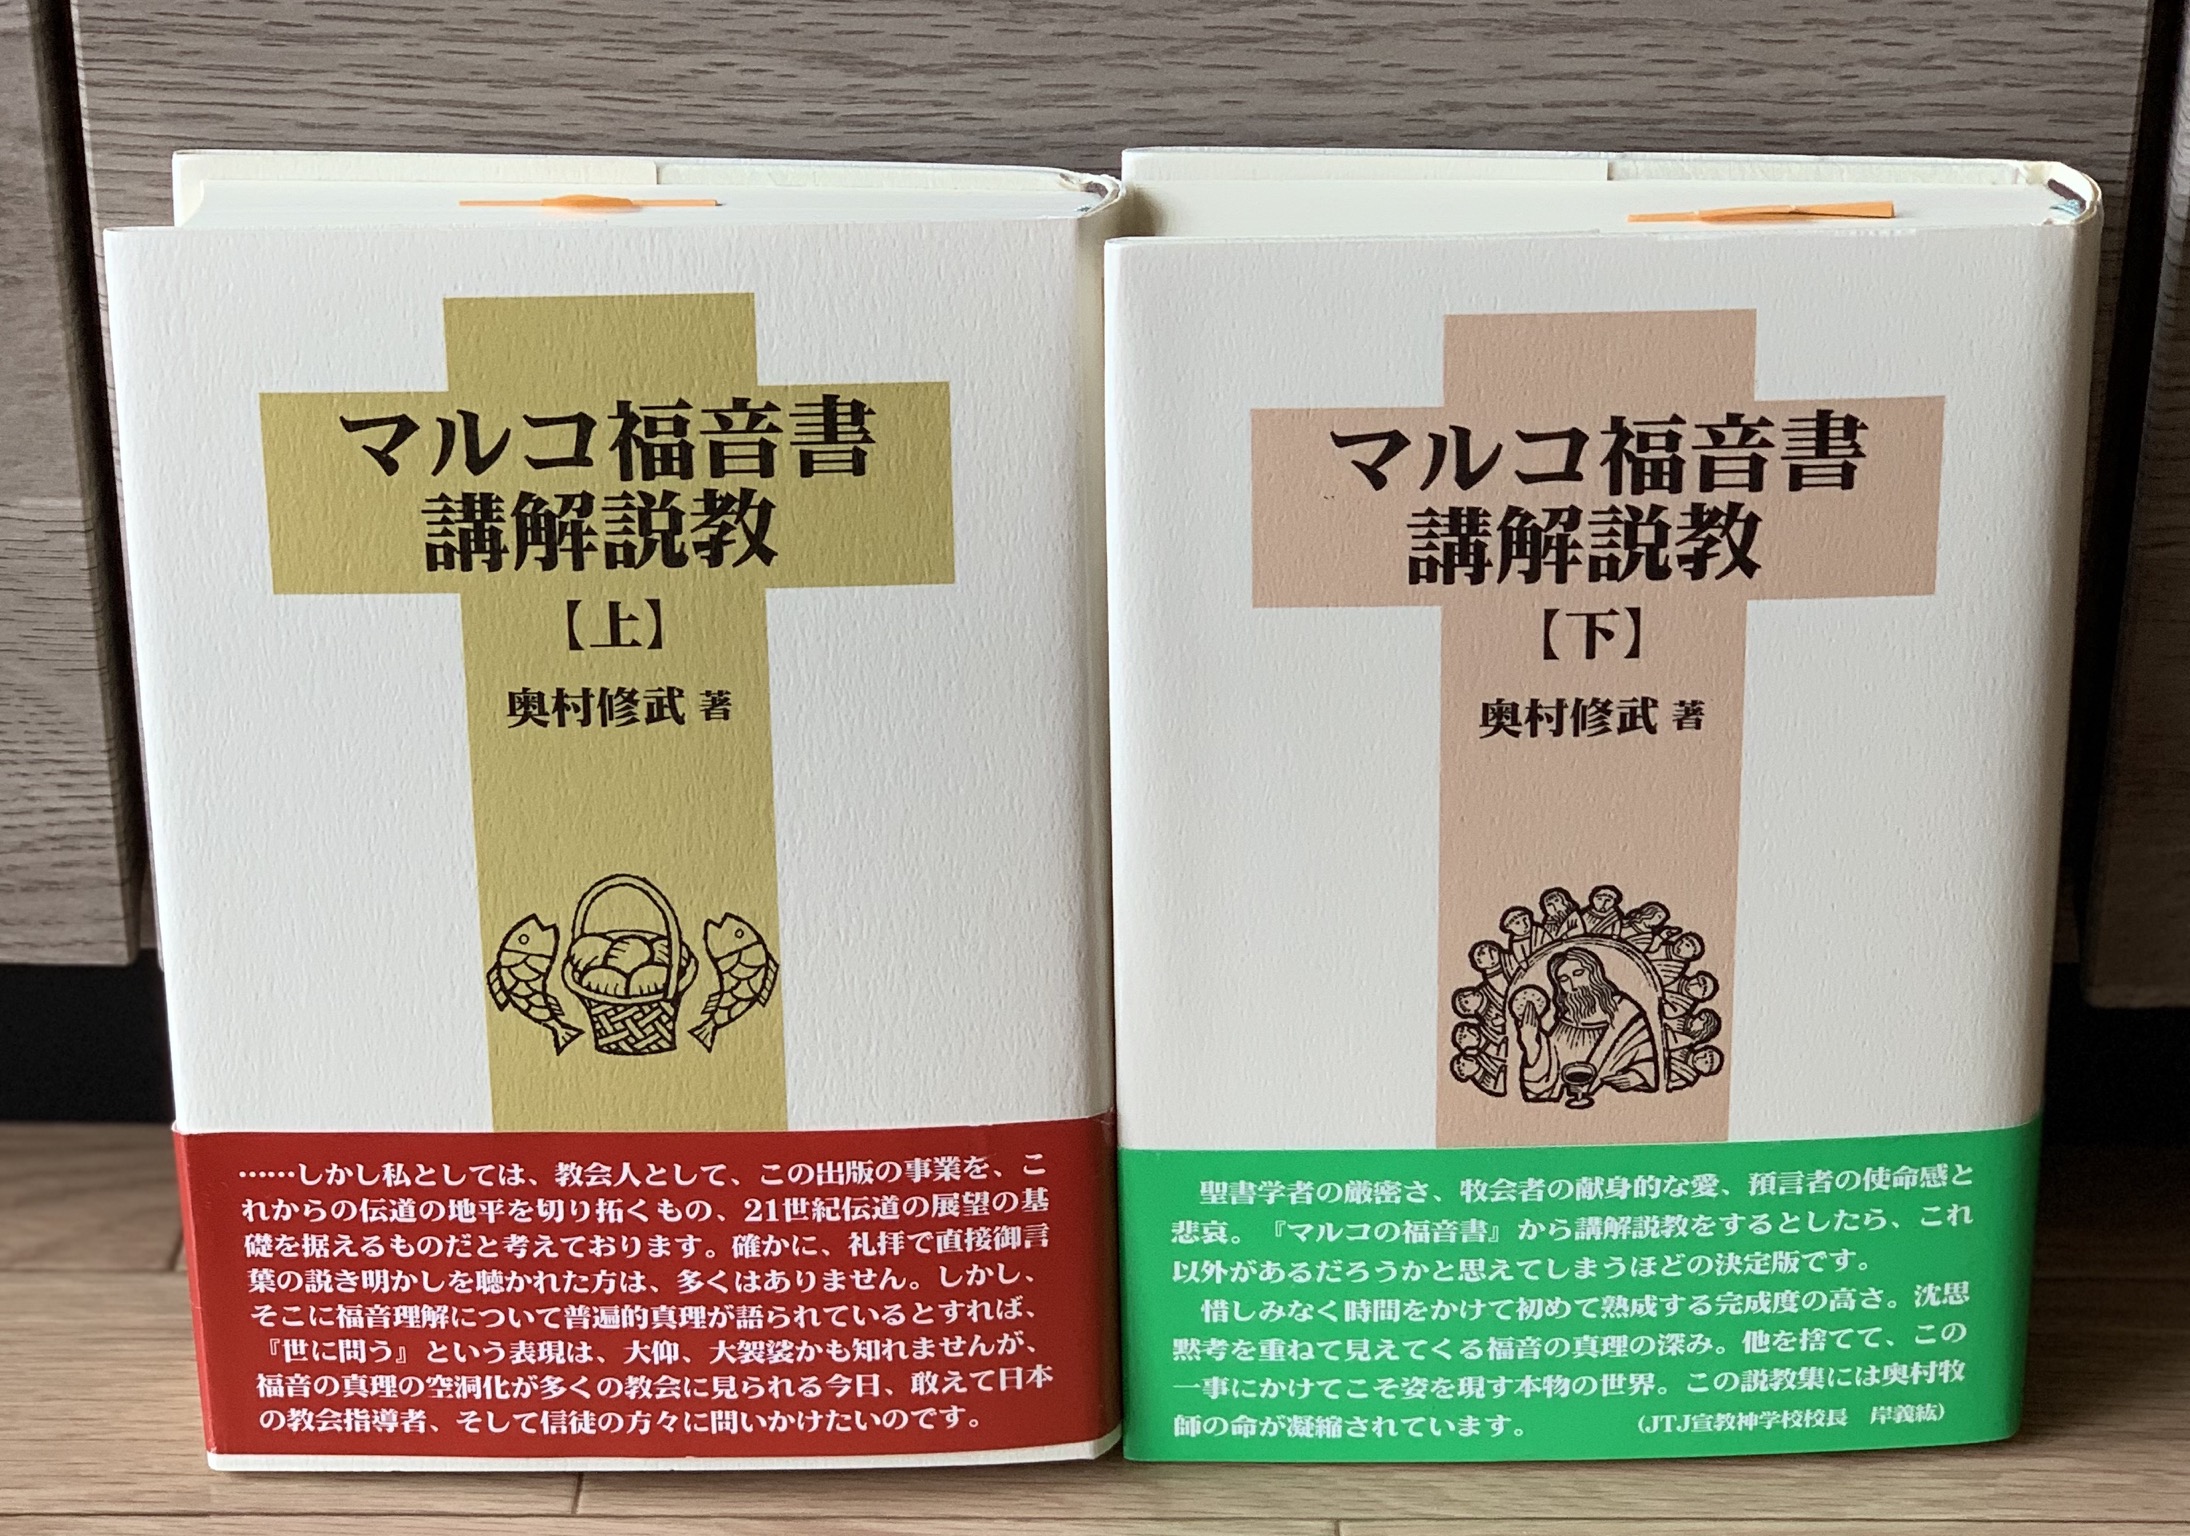 マルコ福音書
講解説教
【上】
奥村修武 著
……しかし私としては、教会人として、この出版の事業を、こ
れからの伝道の地平を切り拓くもの、21世紀伝道の展望の基
礎を据えるものだと考えております。確かに、礼拝で直接御言
葉の説き明かしを聴かれた方は、多くはありません。しかし、
そこに福音理解について普遍的真理が語られているとすれば、
『世に問う』という表現は、大仰、大袈裟かも知れませんが、
福音の真理の空洞化が多くの教会に見られる今日、敢えて日本
の教会指導者、そして信徒の方々に問いかけたいのです。
マルコ福音書
講解説教
【下】
奥村修武 著
聖書学者の厳密さ、牧会者の献身的な愛、預言者の使命感と
悲哀。『マルコの福音書』から講解説教をするとしたら、これ
以外があるだろうかと思えてしまうほどの決定版です。
惜しみなく時間をかけて初めて熟成する完成度の高さ。沈思
黙考を重ねて見えてくる福音の真理の深み。他を捨てて、この
一事にかけてこそ姿を現す本物の世界。この説教集には奥村牧
師の命が凝縮されています。 （JTJ宣教神学校校長 岸義紘）